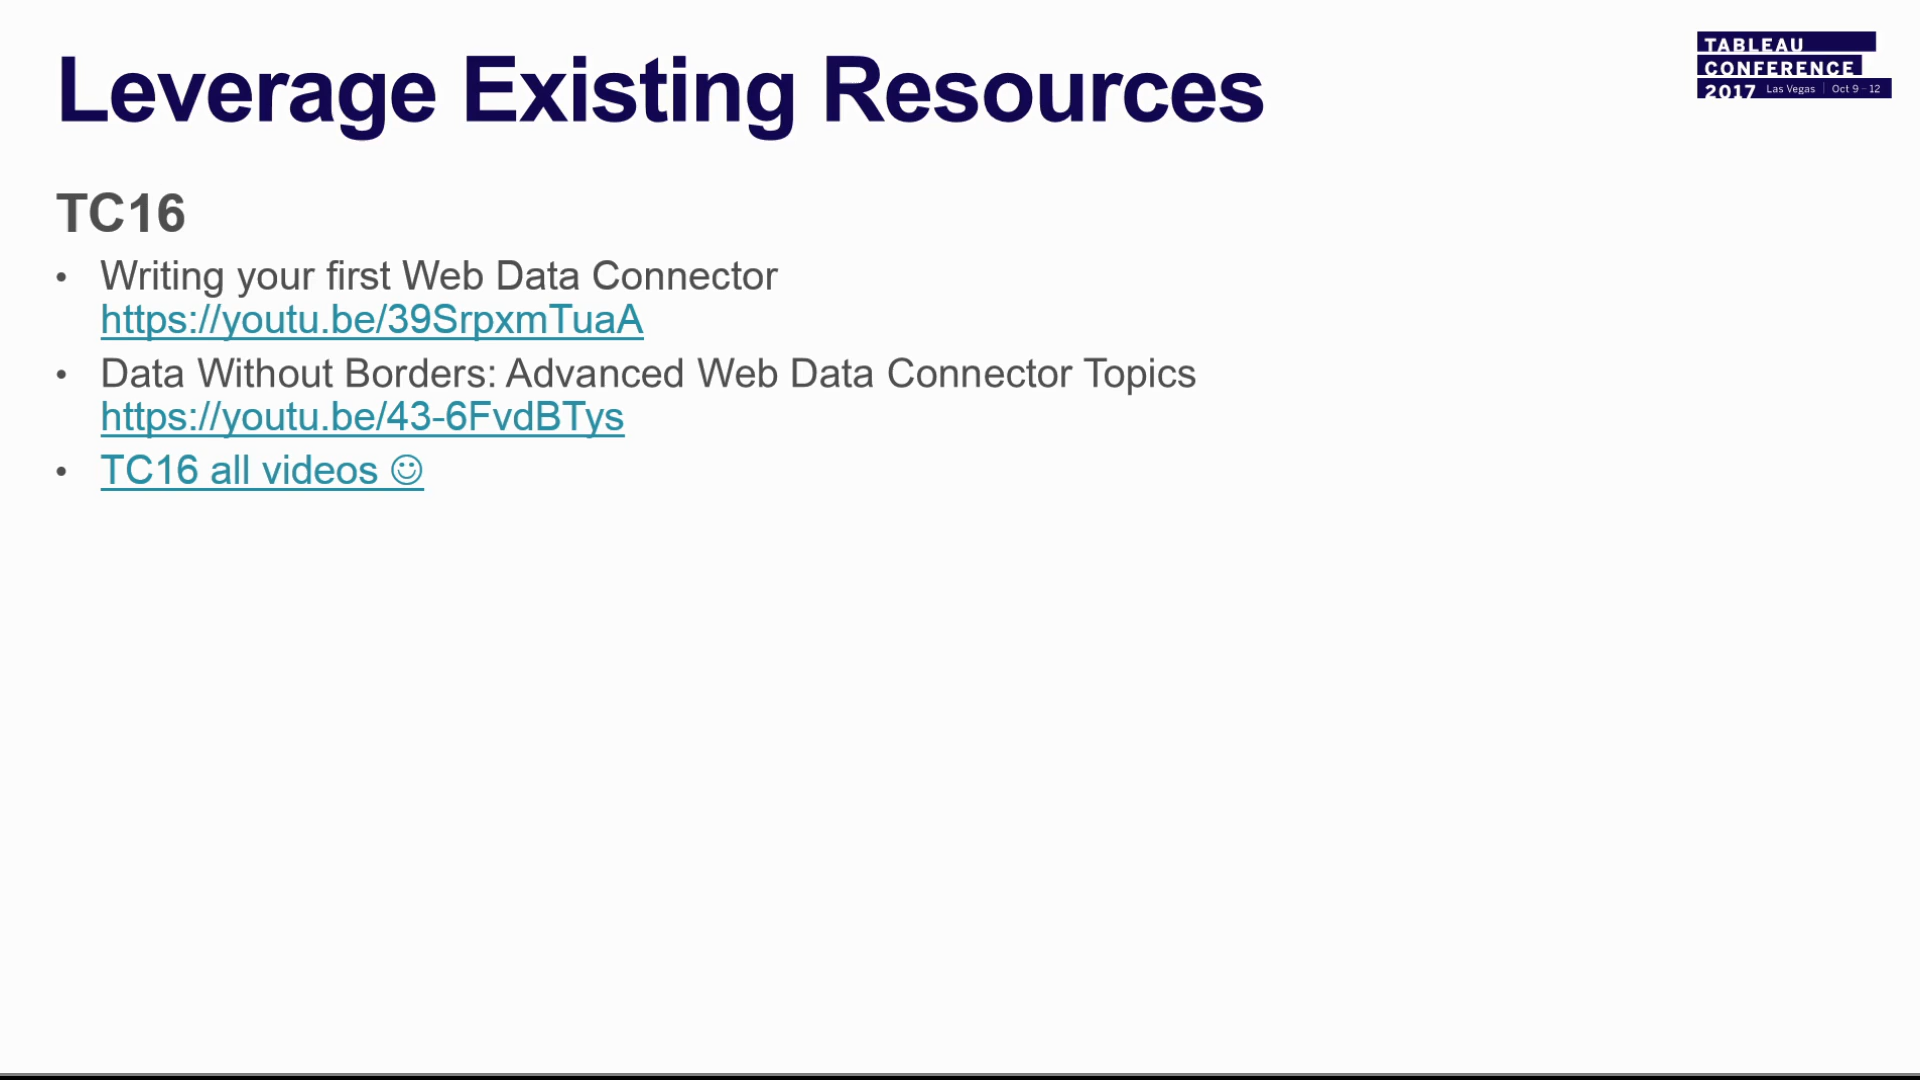 Leverage Existing Resources
TABLEAU
CONFERENCE
2017 Las Vegas | Oct 9 - 12
TC16
• Writing your first Web Data Connector
https://youtu.be/39SrpxmTuaA
• Data Without Borders: Advanced Web Data Connector Topics
https://youtu.be/43-6FvdBTys
• TC16 all videos ☺